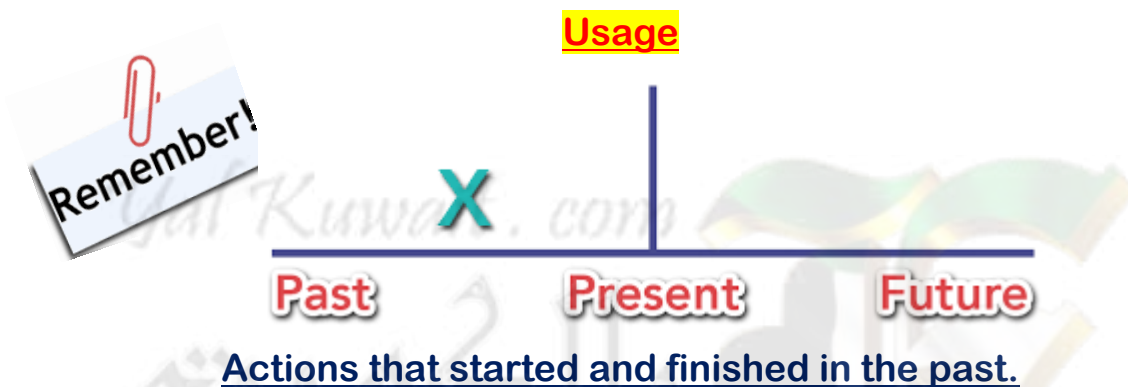 Usage
Remember!
X
Past Present Future
Actions that started and finished in the past.